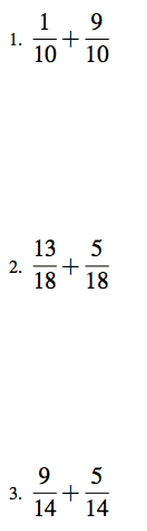 1. 1/10 + 9/10
2. 13/18 + 5/18
3. 9/14 + 5/14